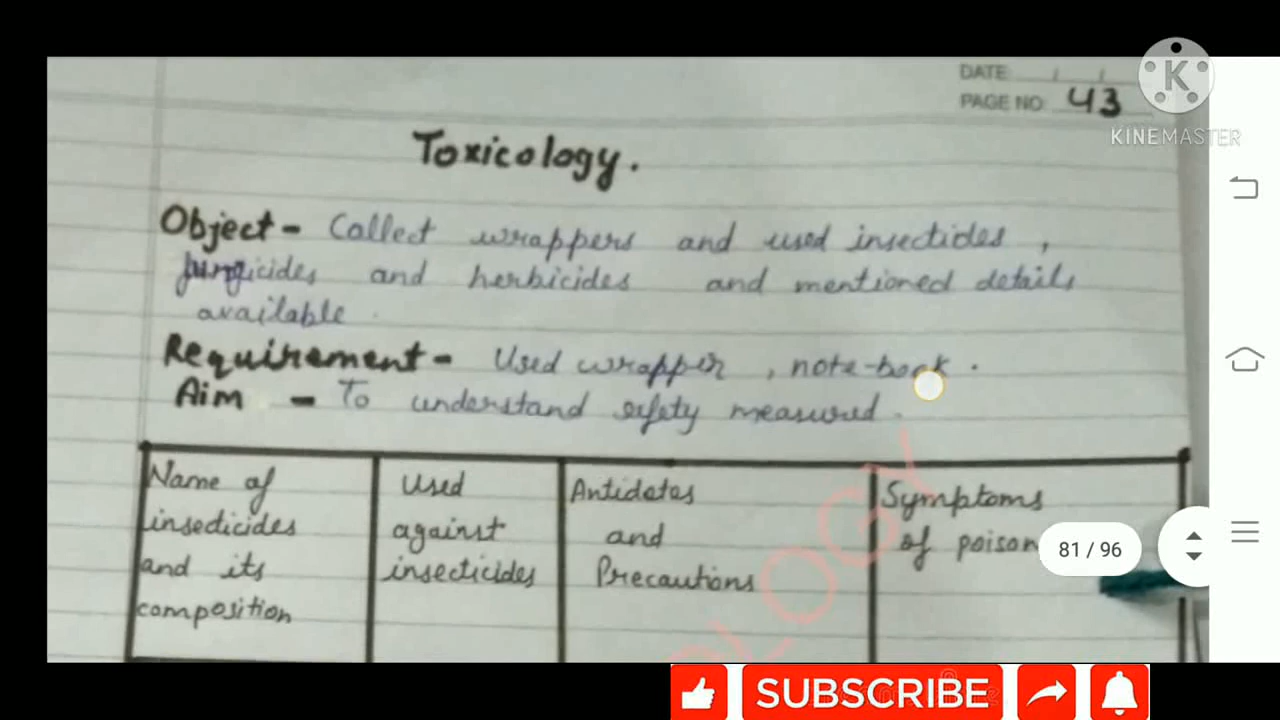 DATE: / /
PAGE NO: 43
KINEMASTER
Toxicology.
Object - Collect wrappers and used insectides,
fungicides and herbicides and mentioned details
available.
Requirement - Used wrapper, note-book.
Aim - To understand safety measured.
Name of
insecticides
and its
composition
Used
against
insecticides
Antidotes
and
Precautions
Symptoms
of poison
81 / 96
SUBSCRIBE